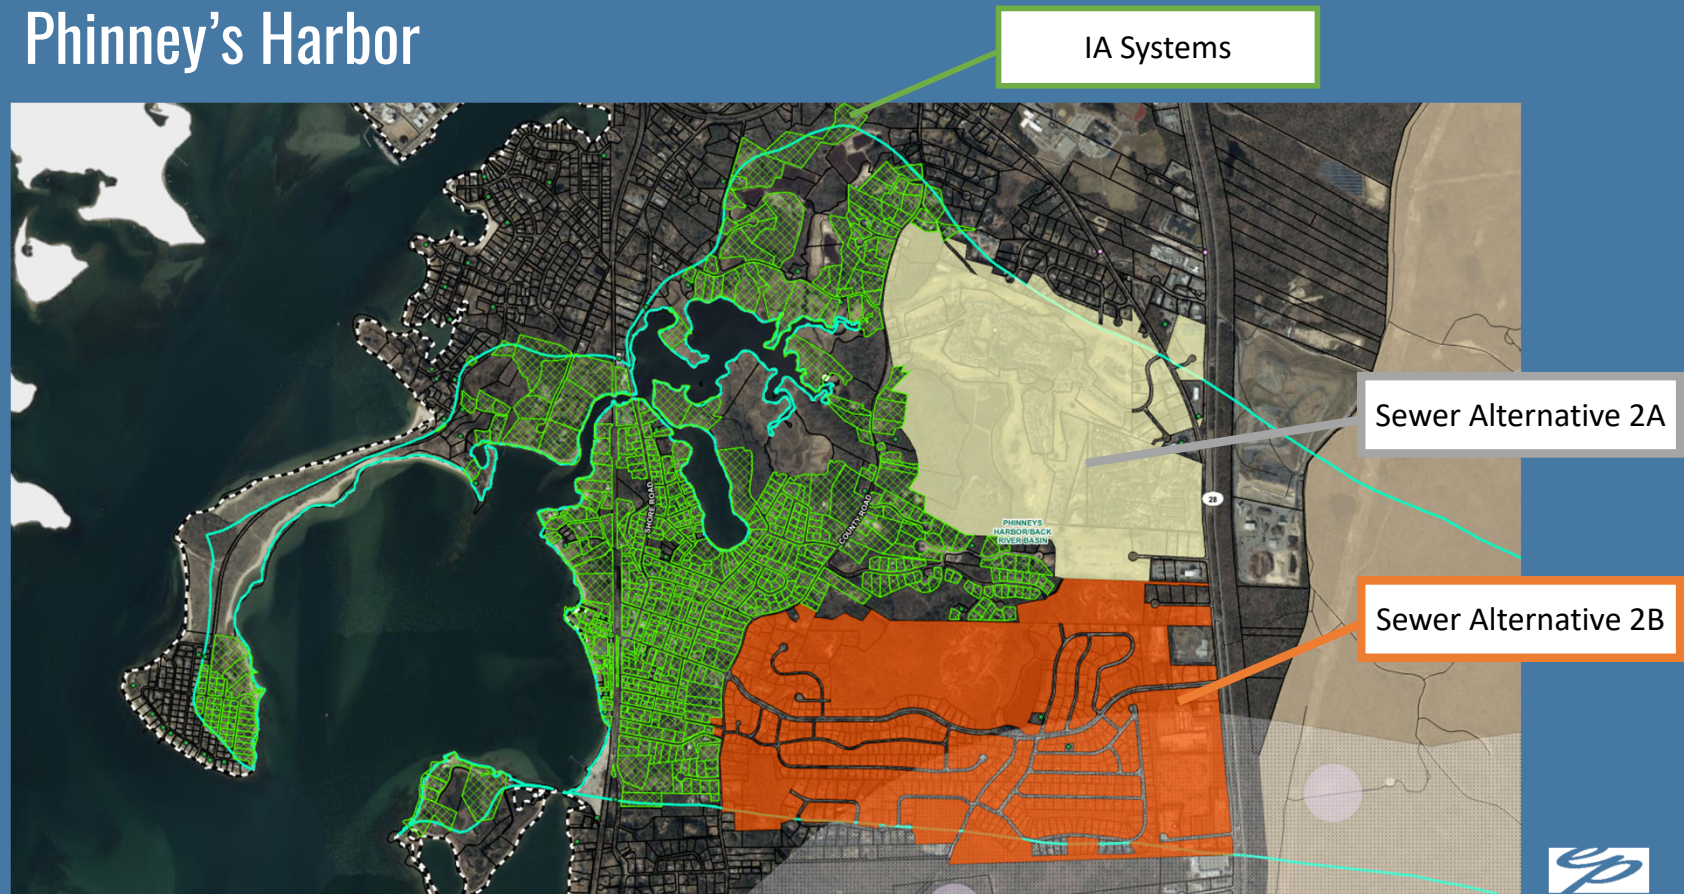 Phinney's Harbor
IA Systems
Sewer Alternative 2A
28
SHORE ROAD
COUNTY ROAD
PHINNEYS
HARBOR/BACK
RIVER BASIN
Sewer Alternative 2B
ep